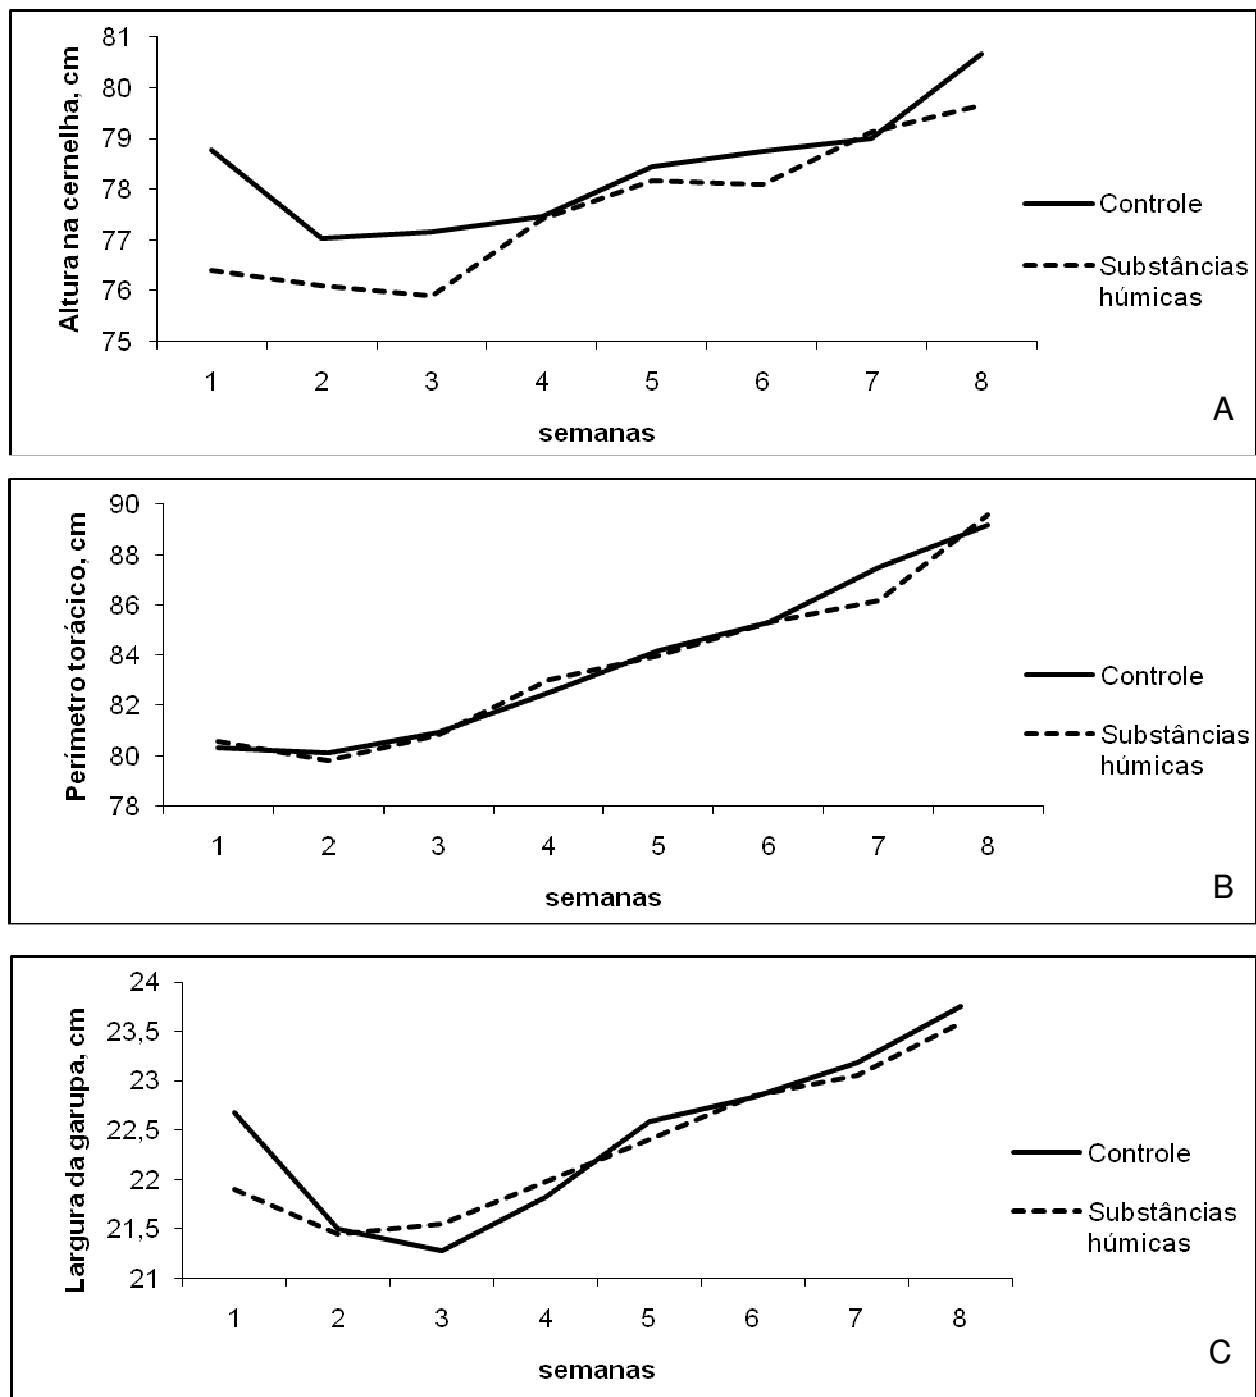 Altura na cernelha, cm
81
80
79
78
77
76
75
1 2 3 4 5 6 7 8
semanas
Controle
Substâncias
húmicas
A
Perímetro torácico, cm
90
88
86
84
82
80
78
1 2 3 4 5 6 7 8
semanas
Controle
Substâncias
húmicas
B
Largura da garupa, cm
24
23,5
23
22,5
22
21,5
21
1 2 3 4 5 6 7 8
semanas
Controle
Substâncias
húmicas
C